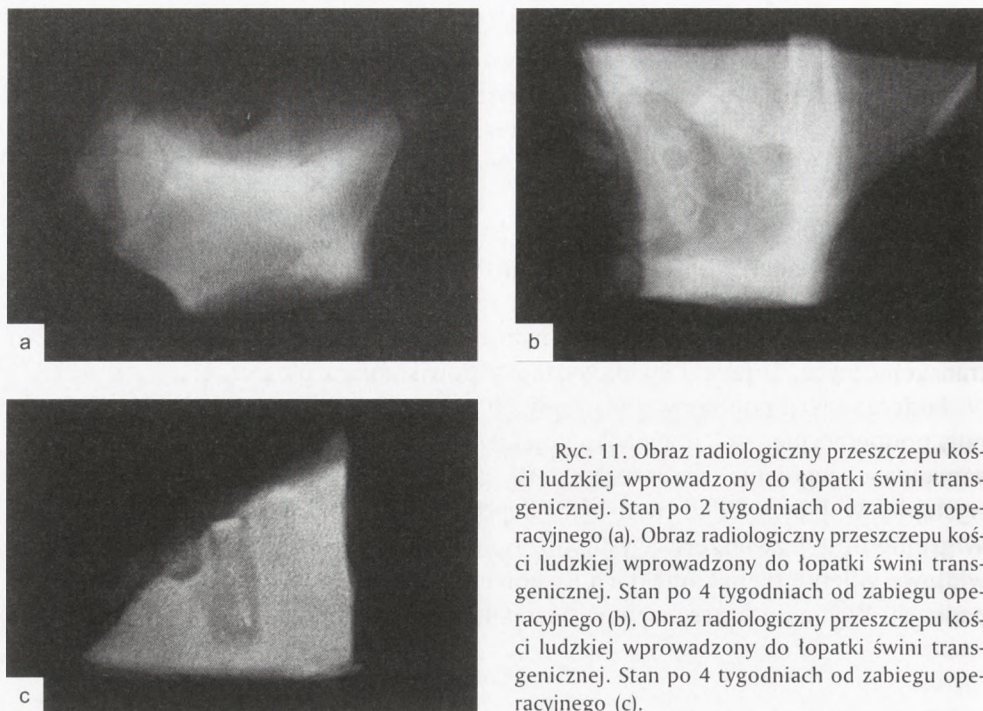 a
b
c
Ryc. 11. Obraz radiologiczny przeszczepu koś-
ci ludzkiej wprowadzony do łopatki świni trans-
genicznej. Stan po 2 tygodniach od zabiegu ope-
racyjnego (a). Obraz radiologiczny przeszczepu koś-
ci ludzkiej wprowadzony do łopatki świni trans-
genicznej. Stan po 4 tygodniach od zabiegu ope-
racyjnego (b). Obraz radiologiczny przeszczepu koś-
ci ludzkiej wprowadzony do łopatki świni trans-
genicznej. Stan po 4 tygodniach od zabiegu ope-
racyjnego (c).